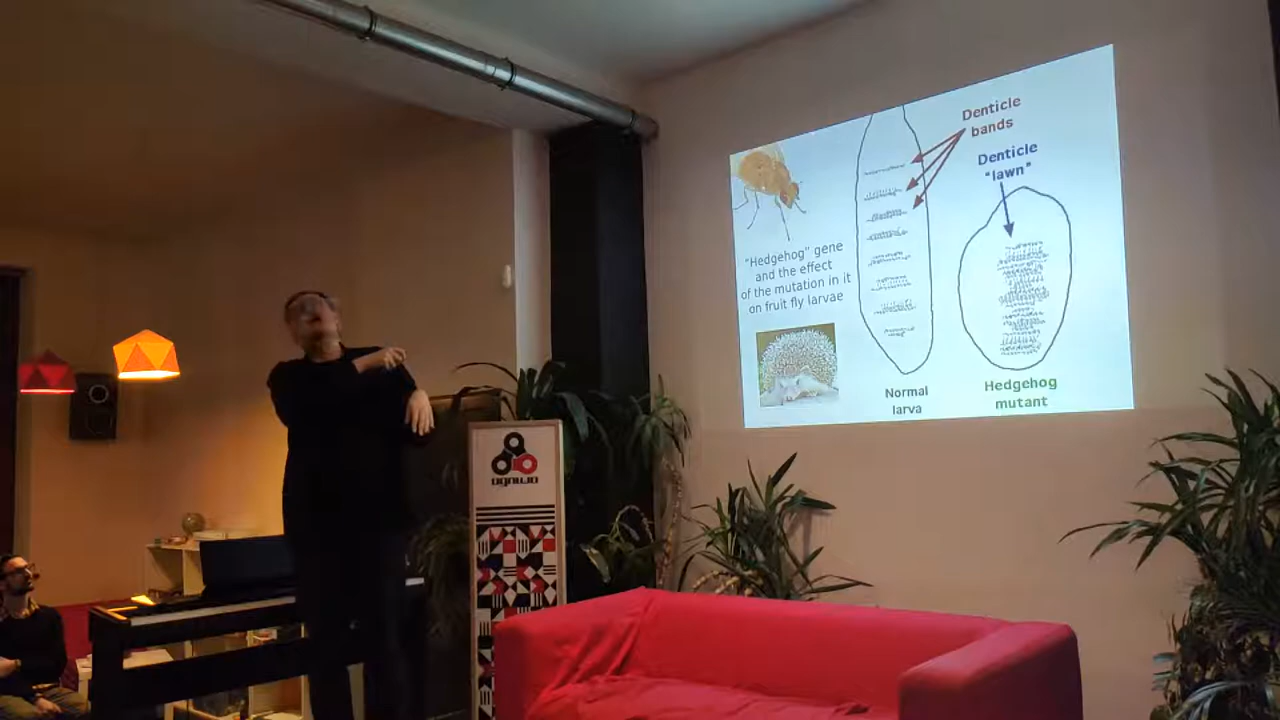 Denticle
bands
Denticle
“lawn”
“Hedgehog” gene
and the effect
of the mutation in it
on fruit fly larvae
Normal
larva
Hedgehog
mutant